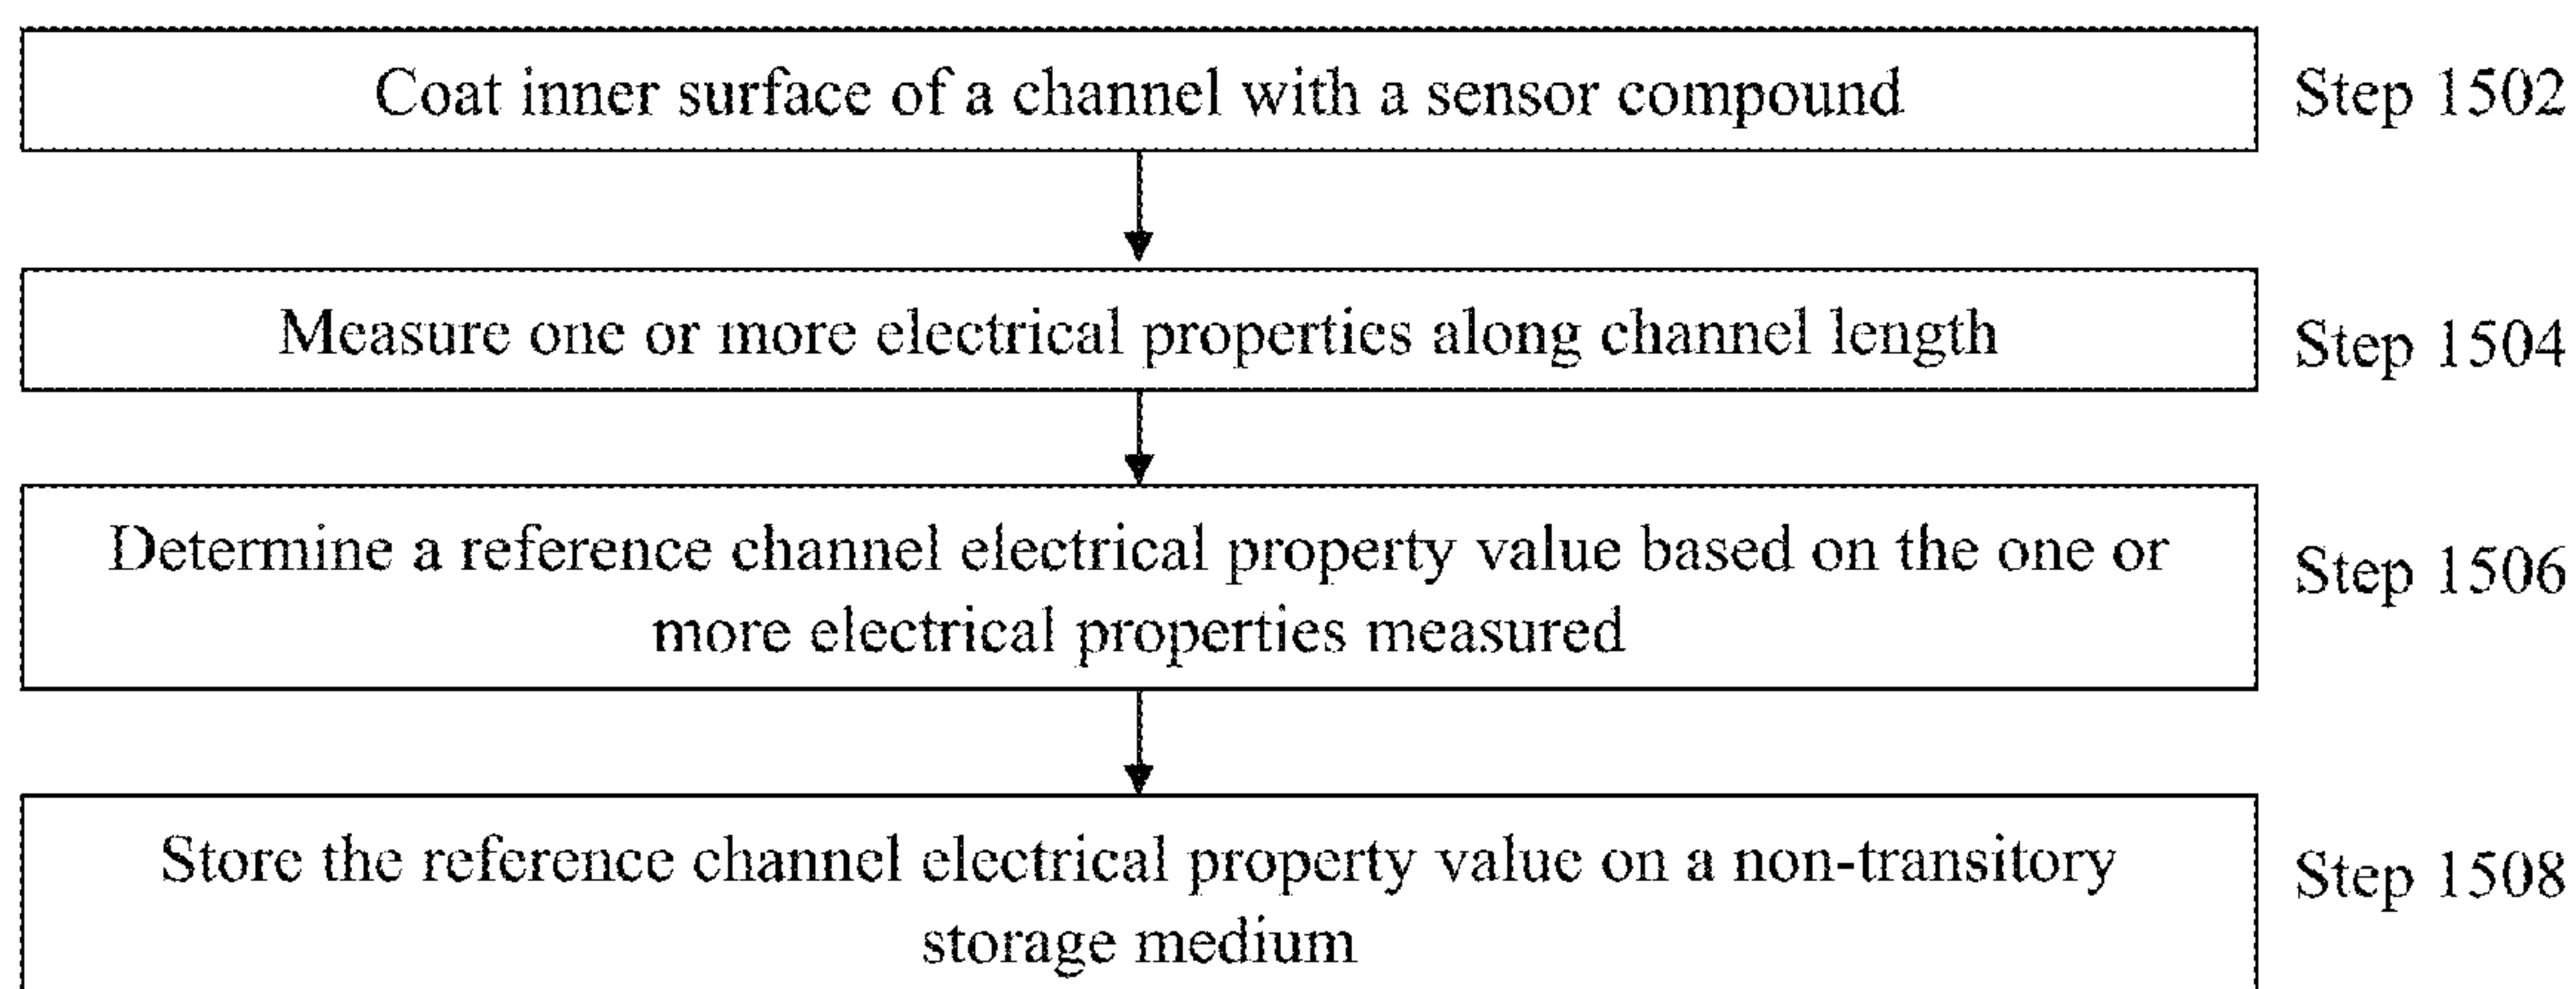 Coat inner surface of a channel with a sensor compound
Step 1502
Measure one or more electrical properties along channel length
Step 1504
Determine a reference channel electrical property value based on the one or
more electrical properties measured
Step 1506
Store the reference channel electrical property value on a non-transitory
storage medium
Step 1508